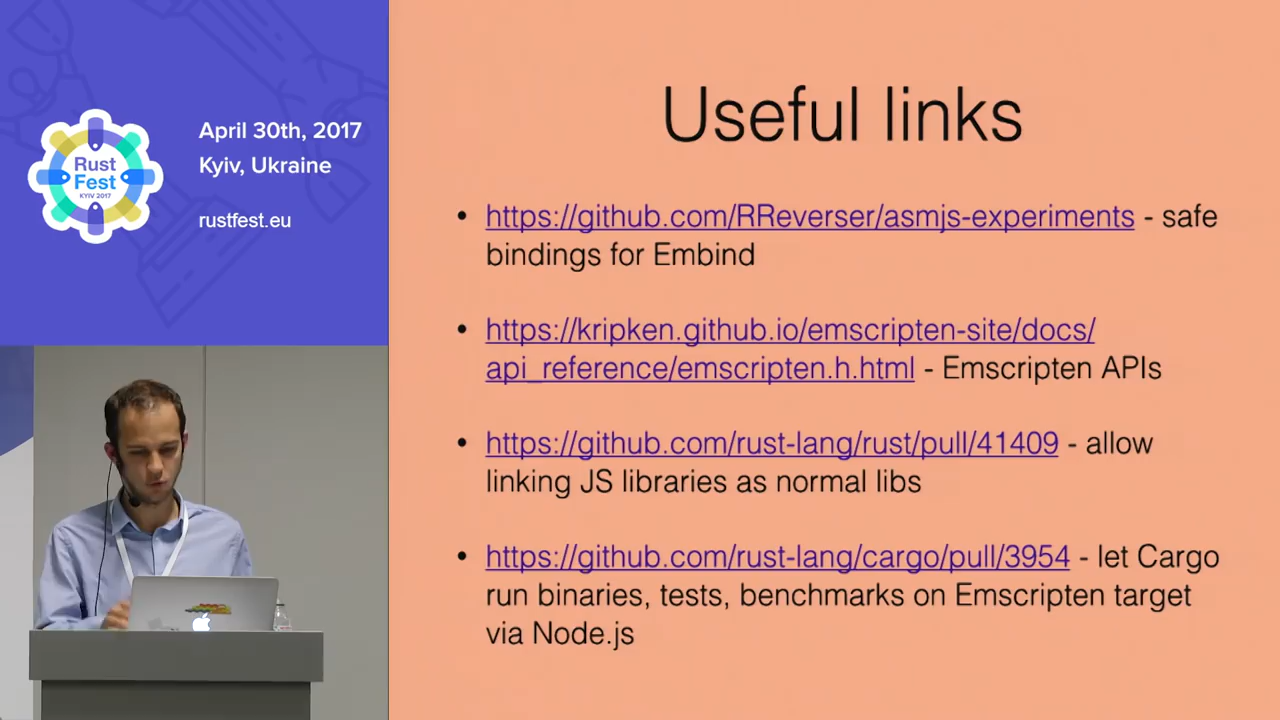 April 30th, 2017
Kyiv, Ukraine
rustfest.eu
Rust
Fest
KYIV 2017
Useful links
• https://github.com/RReverser/asmjs-experiments - safe
bindings for Embind
• https://kripken.github.io/emscripten-site/docs/
api_reference/emscripten.h.html - Emscripten APIs
• https://github.com/rust-lang/rust/pull/41409 - allow
linking JS libraries as normal libs
• https://github.com/rust-lang/cargo/pull/3954 - let Cargo
run binaries, tests, benchmarks on Emscripten target
via Node.js